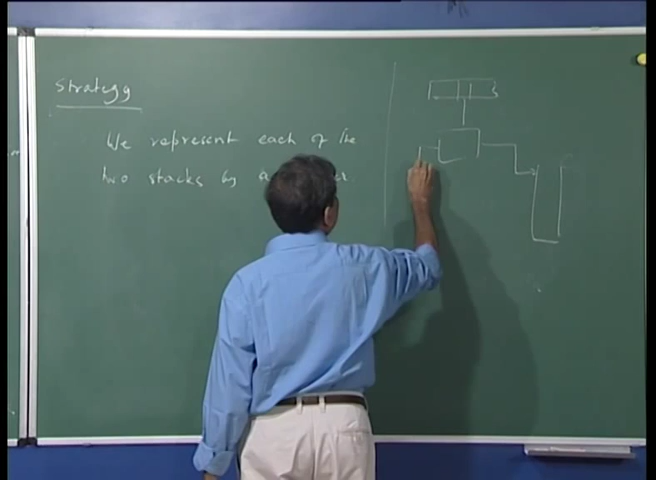 Strategy
We represent each of the
two stacks by a